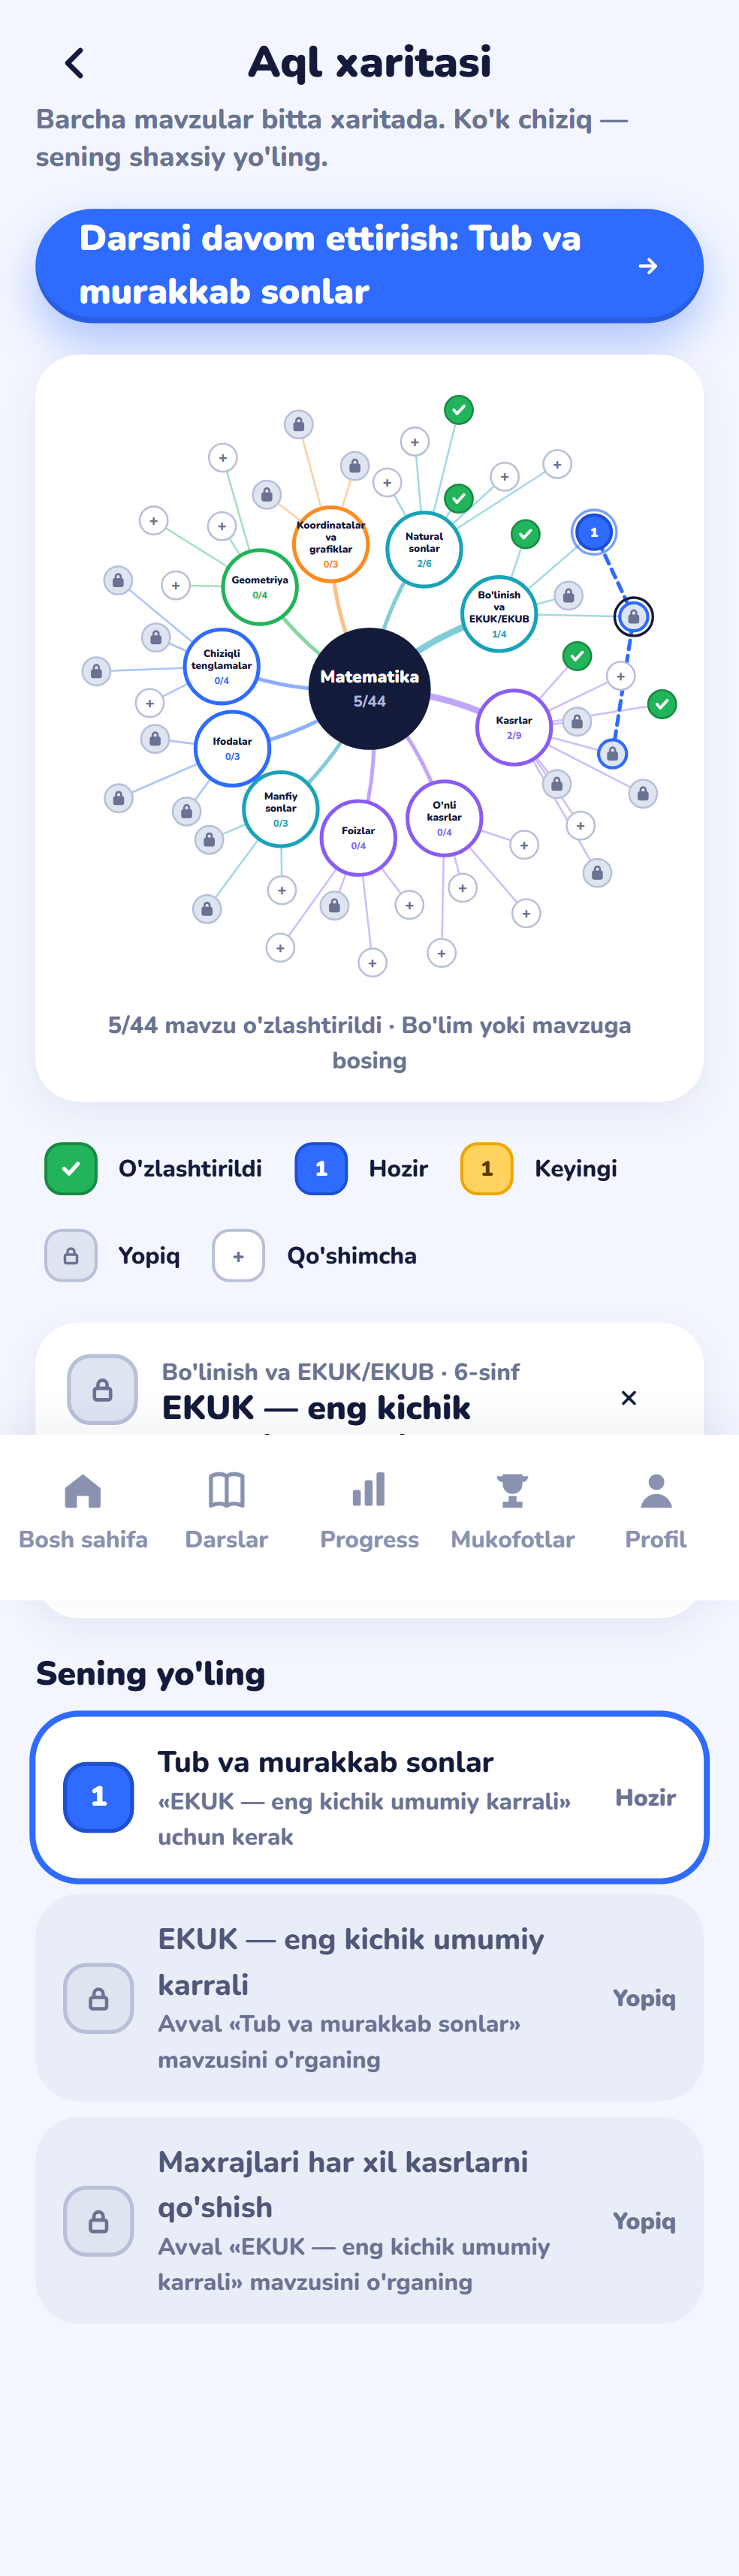 Aql xaritasi
Barcha mavzular bitta xaritada. Ko'k chiziq —
sening shaxsiy yo'ling.
Darsni davom ettirish: Tub va
murakkab sonlar
Koordinatalar
va
grafiklar
0/3
Natural
sonlar
2/6
Geometriya
0/4
Bo'linish
va
EKUK/EKUB
1/4
Chiziqli
tenglamalar
0/4
Matematika
5/44
Kasrlar
2/9
Ifodalar
0/3
Manfiy
sonlar
0/3
Foizlar
0/4
O'nli
kasrlar
0/4
1
5/44 mavzu o'zlashtirildi · Bo'lim yoki mavzuga
bosing
O'zlashtirildi
1 Hozir
1 Keyingi
Yopiq
+ Qo'shimcha
Bo'linish va EKUK/EKUB · 6-sinf
EKUK — eng kichik
Bosh sahifa
Darslar
Progress
Mukofotlar
Profil
Sening yo'ling
1
Tub va murakkab sonlar
«EKUK — eng kichik umumiy karrali»
uchun kerak
Hozir
EKUK — eng kichik umumiy
karrali
Avval «Tub va murakkab sonlar»
mavzusini o'rganing
Yopiq
Maxrajlari har xil kasrlarni
qo'shish
Avval «EKUK — eng kichik umumiy
karrali» mavzusini o'rganing
Yopiq